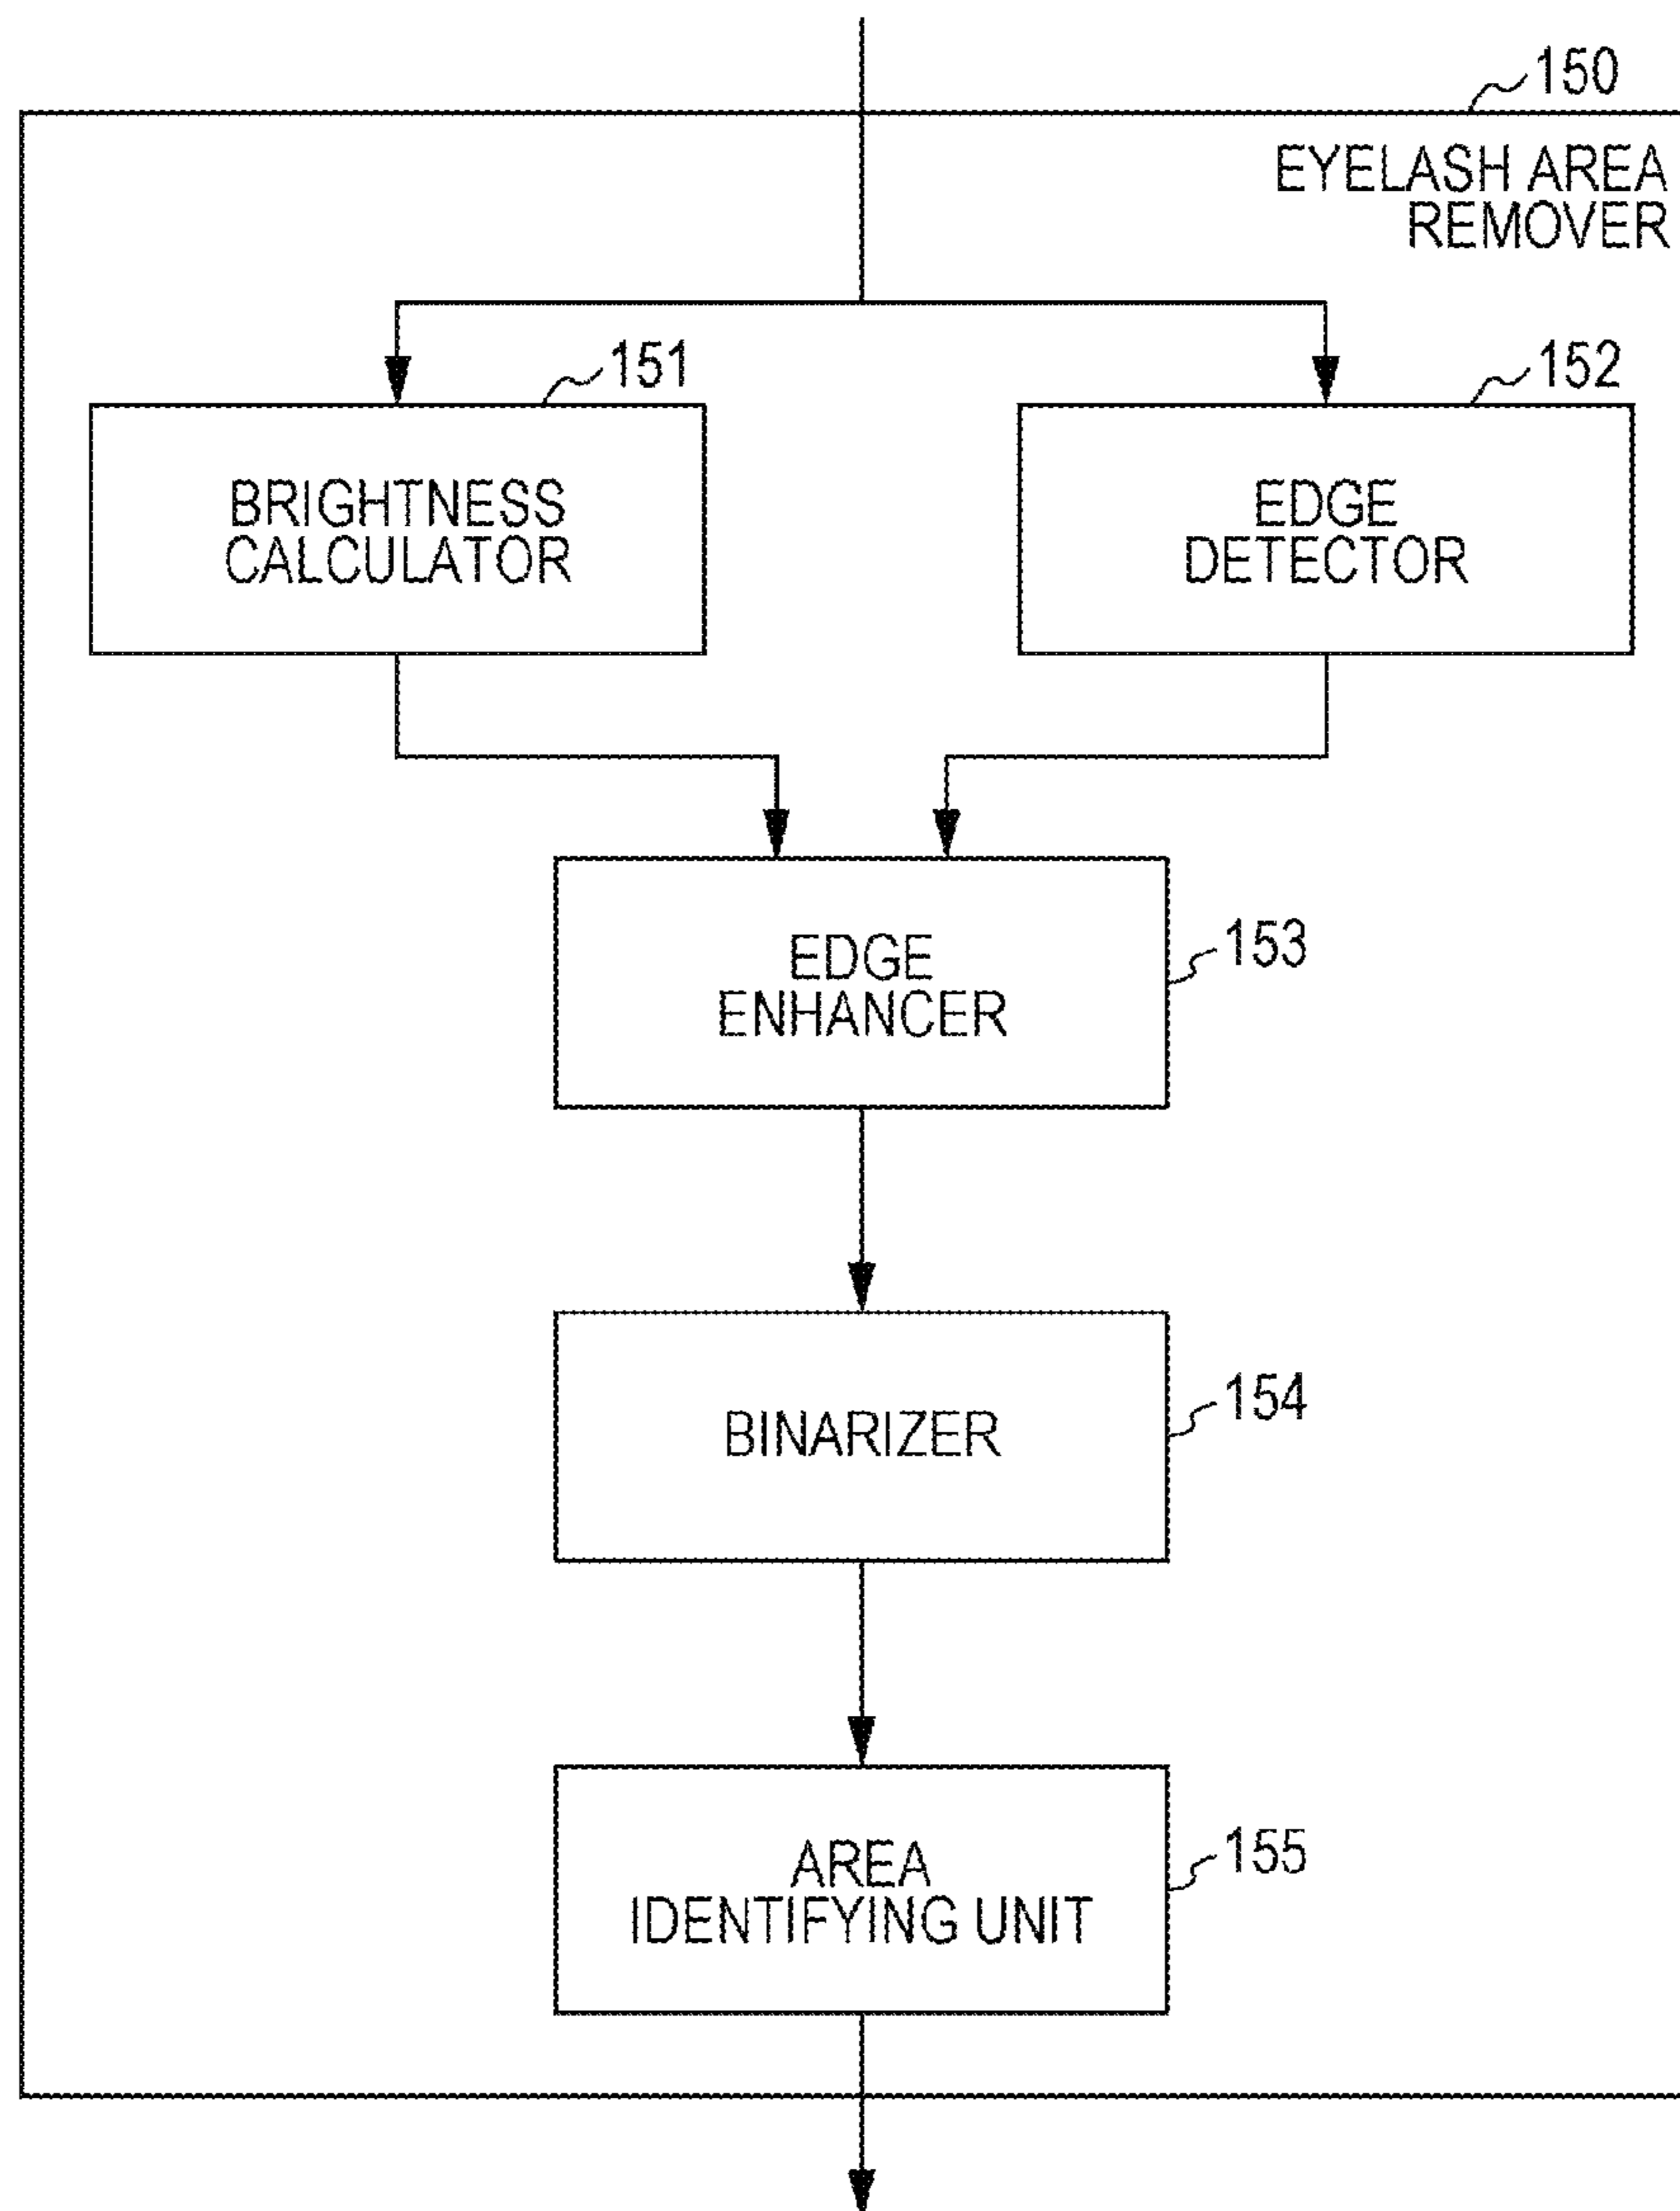 150
EYELASH AREA
REMOVER
151
152
BRIGHTNESS
CALCULATOR
EDGE
DETECTOR
EDGE
ENHANCER
153
BINARIZER
154
AREA
IDENTIFYING UNIT
155